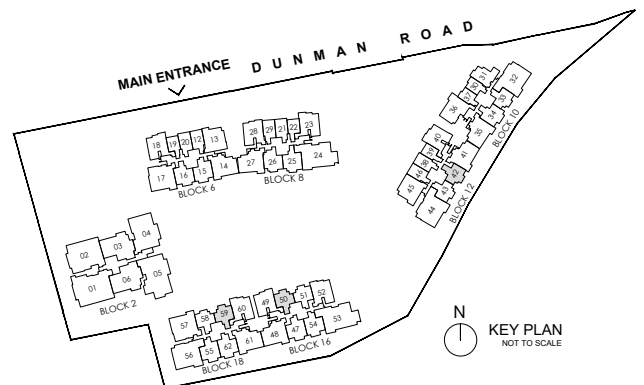 DUNMAN ROAD
MAIN ENTRANCE
18 19 20 12 13
17 16 15 14
BLOCK 6
28 29 21 22 23
27 26 25 24
BLOCK 8
31 32
30
37 33
36 34
35
BLOCK 10
40 41
39
38 42
46 43
45 44
BLOCK 12
02 03 04
01 06 05
BLOCK 2
57 58 59 60
56 55 62 61
BLOCK 18
49 50 51 52
48 47 54 53
BLOCK 16
N
KEY PLAN
NOT TO SCALE